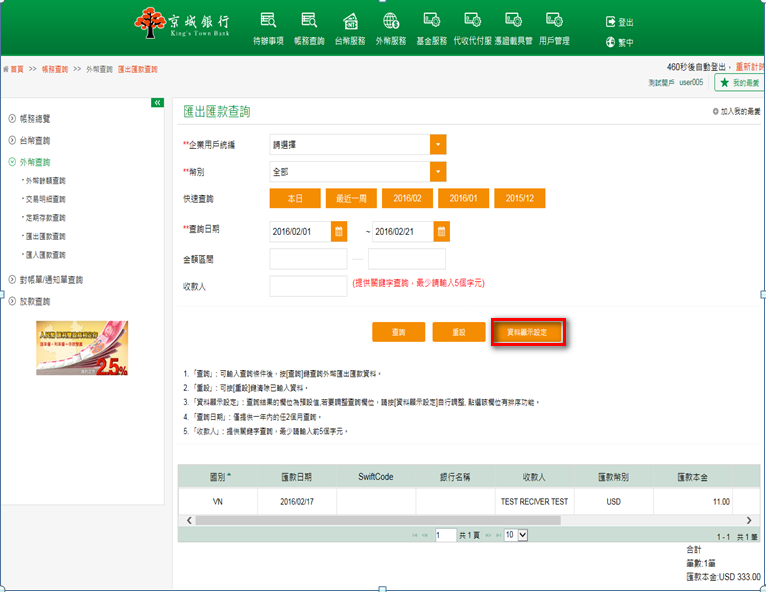 京城銀行
King's Town Bank
待辦事項 帳務查詢 台幣服務 外幣服務 基金服務 代收代付服 憑證載具管 用戶管理
登出
繁中
首頁 >> 帳務查詢 >> 外幣查詢 匯出匯款查詢
460秒後自動登出， 重新計時
測試開戶 user005
我的最愛
帳務總覽
台幣查詢
外幣查詢
外幣餘額查詢
交易明細查詢
定期存款查詢
匯出匯款查詢
匯入匯款查詢
對帳單/通知單查詢
放款查詢
2.5%
匯出匯款查詢
加入我的最愛
**企業用戶統編 請選擇
**幣別 全部
快速查詢 本日 最近一周 2016/02 2016/01 2015/12
**查詢日期 2016/02/01 ~ 2016/02/21
金額區間
收款人 (提供關鍵字查詢，最少請輸入5個字元)
查詢 重設 資料顯示設定
1.「查詢」：可輸入查詢條件後，按[查詢]鍵查詢外幣匯出匯款資料。
2.「重設」：可按[重設]鍵清除已輸入資料。
3.「資料顯示設定」：查詢結果的欄位為預設值,若要調整查詢欄位，請按[資料顯示設定]自行調整, 點選該欄位有排序功能。
4.「查詢日期」：僅提供一年內的任2個月查詢。
5.「收款人」：提供關鍵字查詢，最少請輸入前5個字元。
國別 匯款日期 SwiftCode 銀行名稱 收款人 匯款幣別 匯款本金
VN 2016/02/17 TEST RECIVER TEST USD 11.00
1 共 1 頁 10
1 - 1 共 1 筆
合計
筆數:1筆
匯款本金:USD 333.00